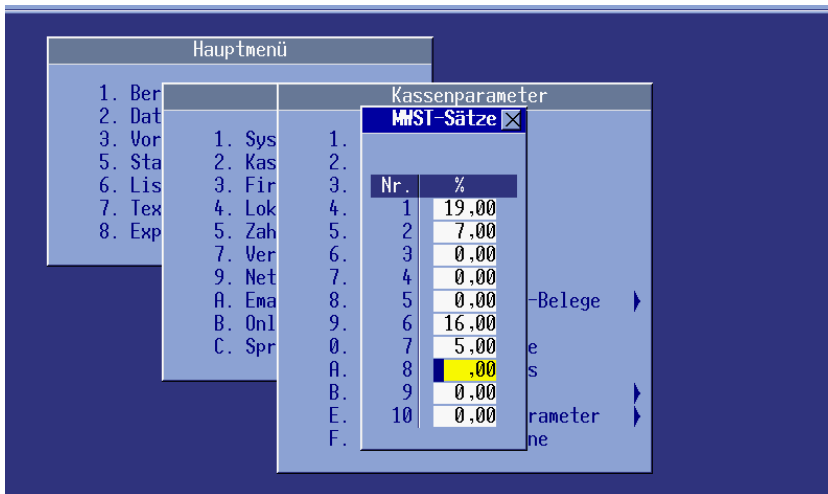 Hauptmenü
1. Ber
2. Dat
3. Vor
5. Sta
6. Lis
7. Tex
8. Exp
1. Sys
2. Kas
3. Fir
4. Lok
5. Zah
7. Ver
9. Net
A. Ema
B. Onl
C. Spr
Kassenparameter
1.
2.
3.
4.
5.
6.
7.
8. -Belege
9.
0. e
A. s
B.
E. rameter
F. ne
MWST-Sätze
Nr. %
1 19,00
2 7,00
3 0,00
4 0,00
5 0,00
6 16,00
7 5,00
8 ,00
9 0,00
10 0,00